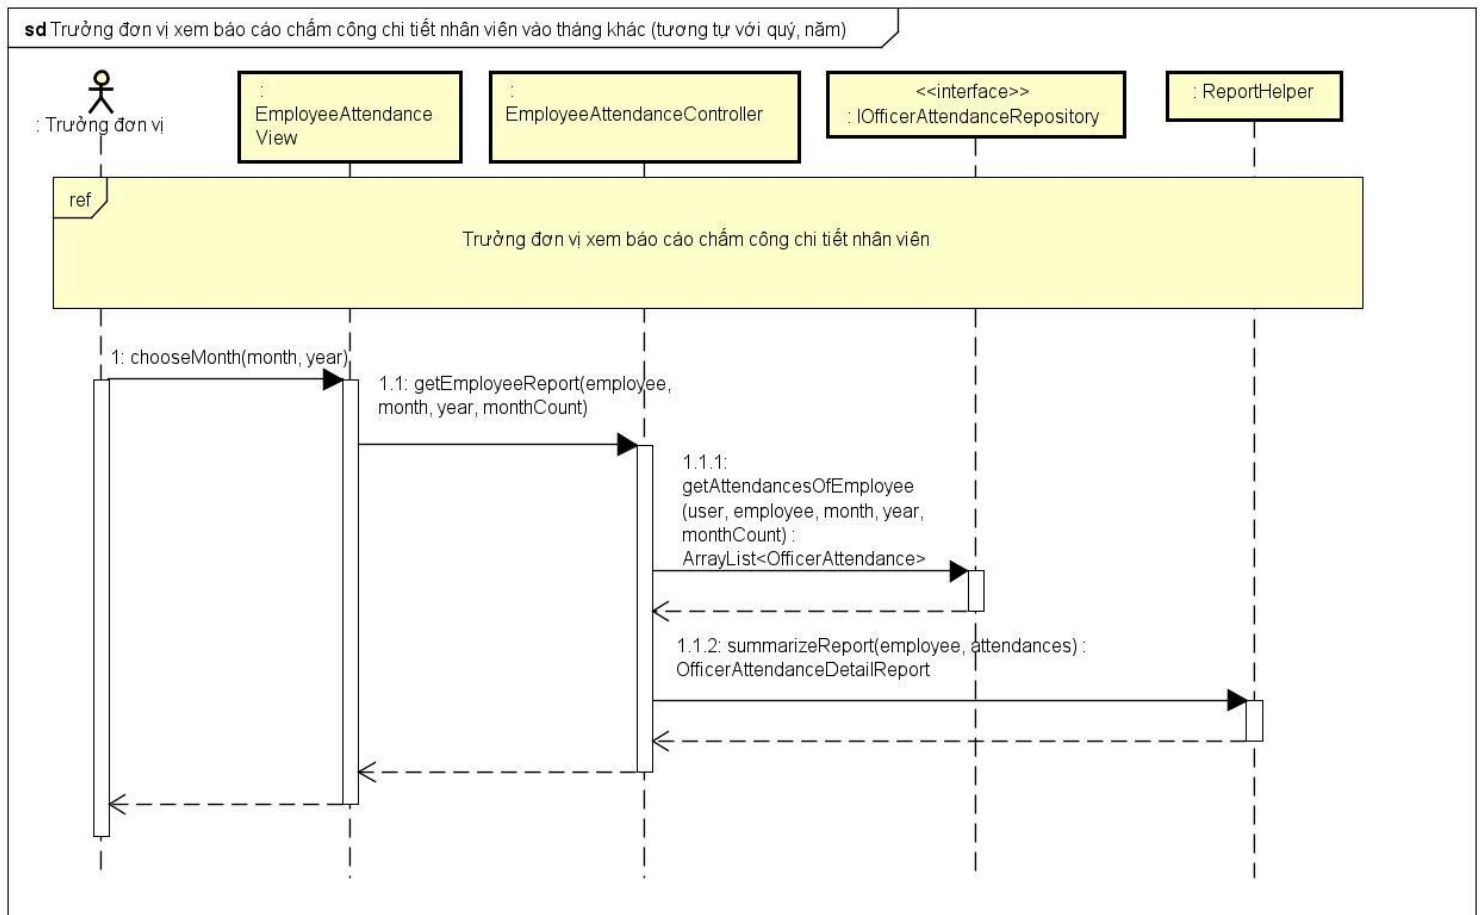 sd Trưởng đơn vị xem báo cáo chấm công chi tiết nhân viên vào tháng khác (tương tự với quý, năm)
: Trưởng đơn vị
:
EmployeeAttendance
View
:
EmployeeAttendanceController
<<interface>>
: IOfficerAttendanceRepository
: ReportHelper
ref
Trưởng đơn vị xem báo cáo chấm công chi tiết nhân viên
1: chooseMonth(month, year)
1.1: getEmployeeReport(employee,
month, year, monthCount)
1.1.1:
getAttendancesOfEmployee
(user, employee, month, year,
monthCount) :
ArrayList<OfficerAttendance>
1.1.2: summarizeReport(employee, attendances) :
OfficerAttendanceDetailReport